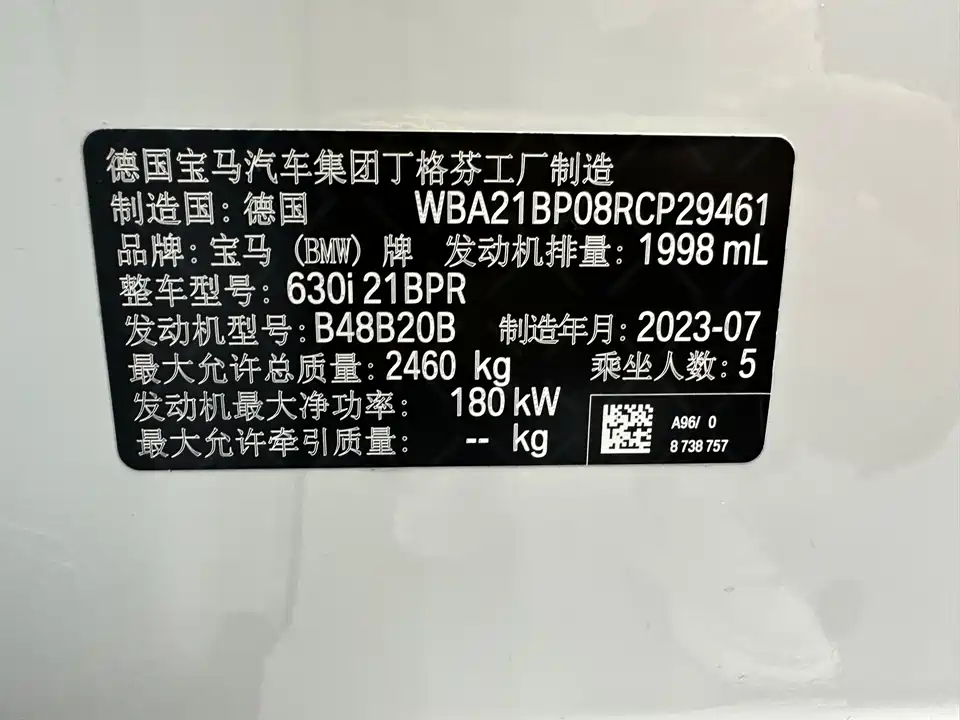 德国宝马汽车集团丁格芬工厂制造
制造国：德国 WBA21BP08RCP29461
品牌：宝马 (BMW) 牌 发动机排量：1998 mL
整车型号：630i 21BPR
发动机型号：B48B20B 制造年月：2023-07
最大允许总质量：2460 kg 乘坐人数：5
发动机最大净功率： 180 kW
最大允许牵引质量： -- kg
A96/ 0
8 738 757